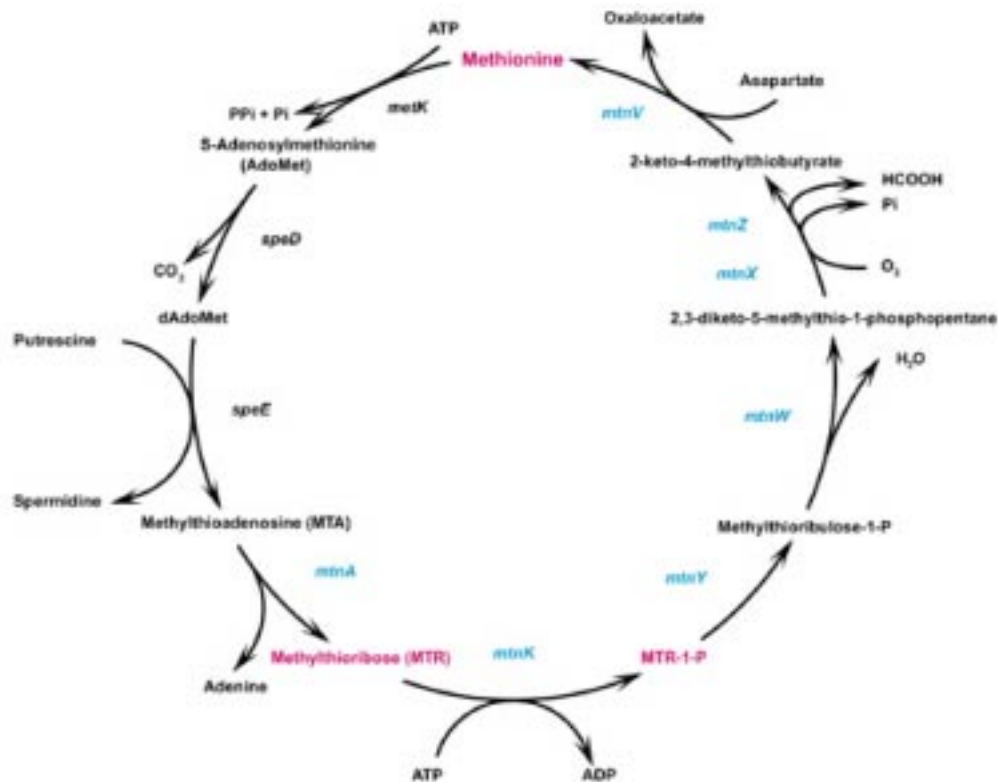 Oxaloacetate
ATP
Methionine
Asapartate
PPi + Pi
metK
mtnV
S-Adenosylmethionine
(AdoMet)
2-keto-4-methylthiobutyrate
HCOOH
Pi
speD
mtnZ
CO2
mtnX
O2
dAdoMet
2,3-diketo-5-methylthio-1-phosphopentane
Putrescine
H2O
speE
mtnW
Spermidine
Methylthioadenosine (MTA)
Methylthioribulose-1-P
mtnA
mtnY
Methylthioribose (MTR)
mtnK
MTR-1-P
Adenine
ATP
ADP